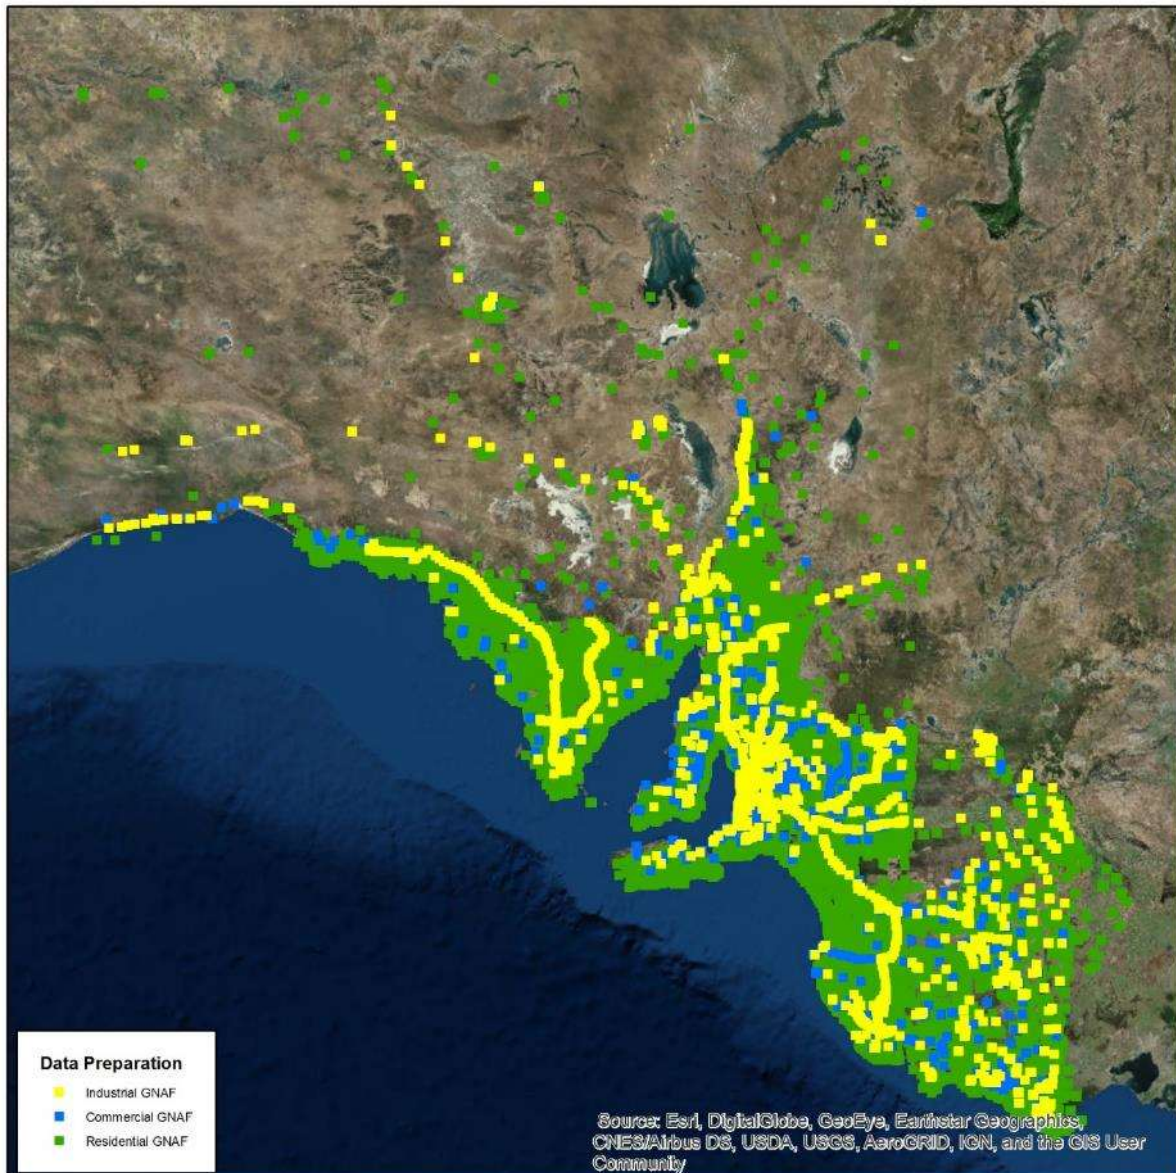 Data Preparation
Industrial GNAF
Commercial GNAF
Residential GNAF
Source: Esri, DigitalGlobe, GeoEye, Earthstar Geographics,
CNES/Airbus DS, USDA, USGS, AeroGRID, IGN, and the GIS User
Community